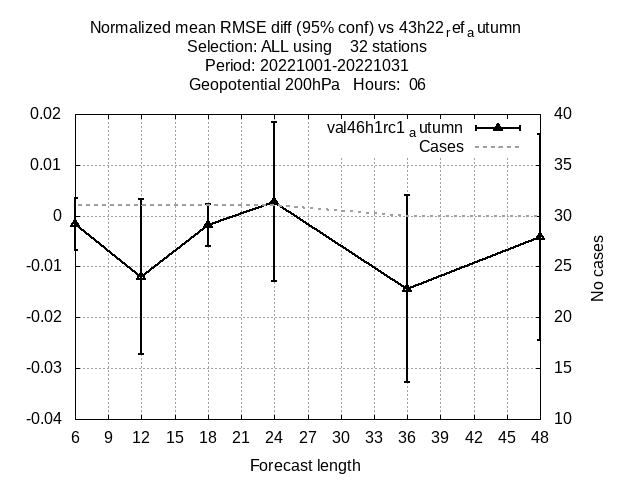 Normalized mean RMSE diff (95% conf) vs 43h22ref autumn
Selection: ALL using 32 stations
Period: 20221001-20221031
Geopotential 200hPa Hours: 06
val46h1rc1autumn
Cases
0.02
0.01
0
-0.01
-0.02
-0.03
-0.04
40
35
30
25
20
15
10
No cases
6 9 12 15 18 21 24 27 30 33 36 39 42 45 48
Forecast length